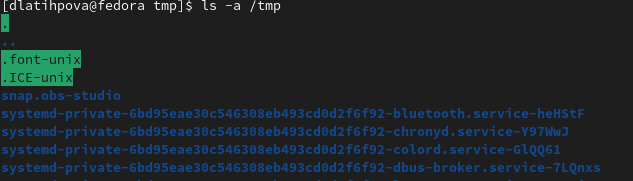 [dlatihpova@fedora tmp]$ ls -a /tmp
.
..
.font-unix
.ICE-unix
snap.obs-studio
systemd-private-6bd95eae30c546308eb493cd0d2f6f92-bluetooth.service-heHStF
systemd-private-6bd95eae30c546308eb493cd0d2f6f92-chronyd.service-Y97WwJ
systemd-private-6bd95eae30c546308eb493cd0d2f6f92-colord.service-GlQQ61
systemd-private-6bd95eae30c546308eb493cd0d2f6f92-dbus-broker.service-7LQnxs